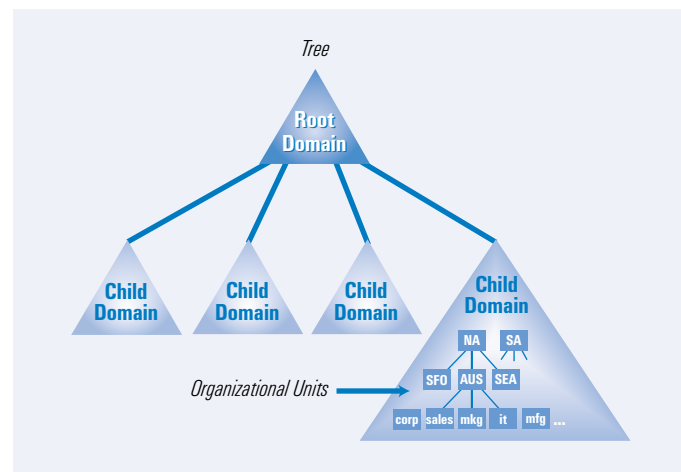 Tree
Root
Domain
Child
Domain
Child
Domain
Child
Domain
Child
Domain
NA SA
SFO AUS SEA
Organizational Units
corp sales mkg it mfg ...